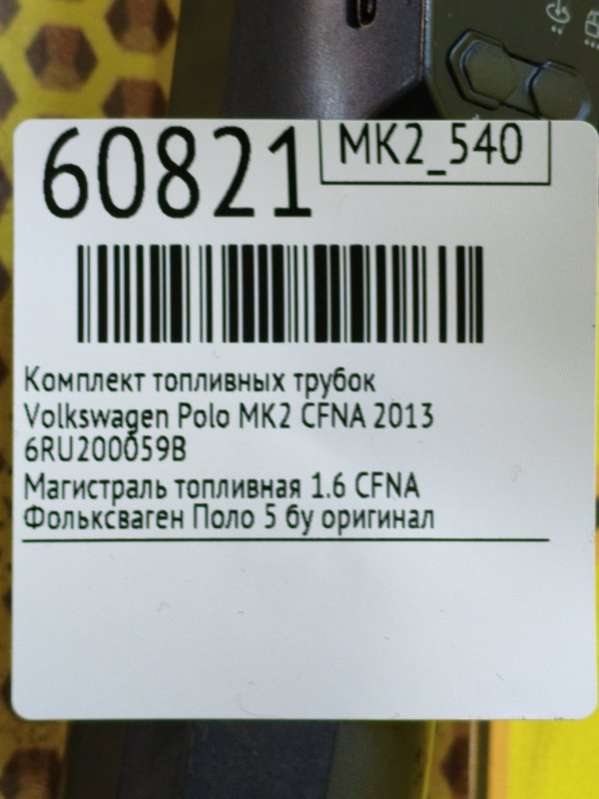 60821
MK2_540
Комплект топливных трубок
Volkswagen Polo MK2 CFNA 2013
6RU200059B
Магистраль топливная 1.6 CFNA
Фольксваген Поло 5 бу оригинал